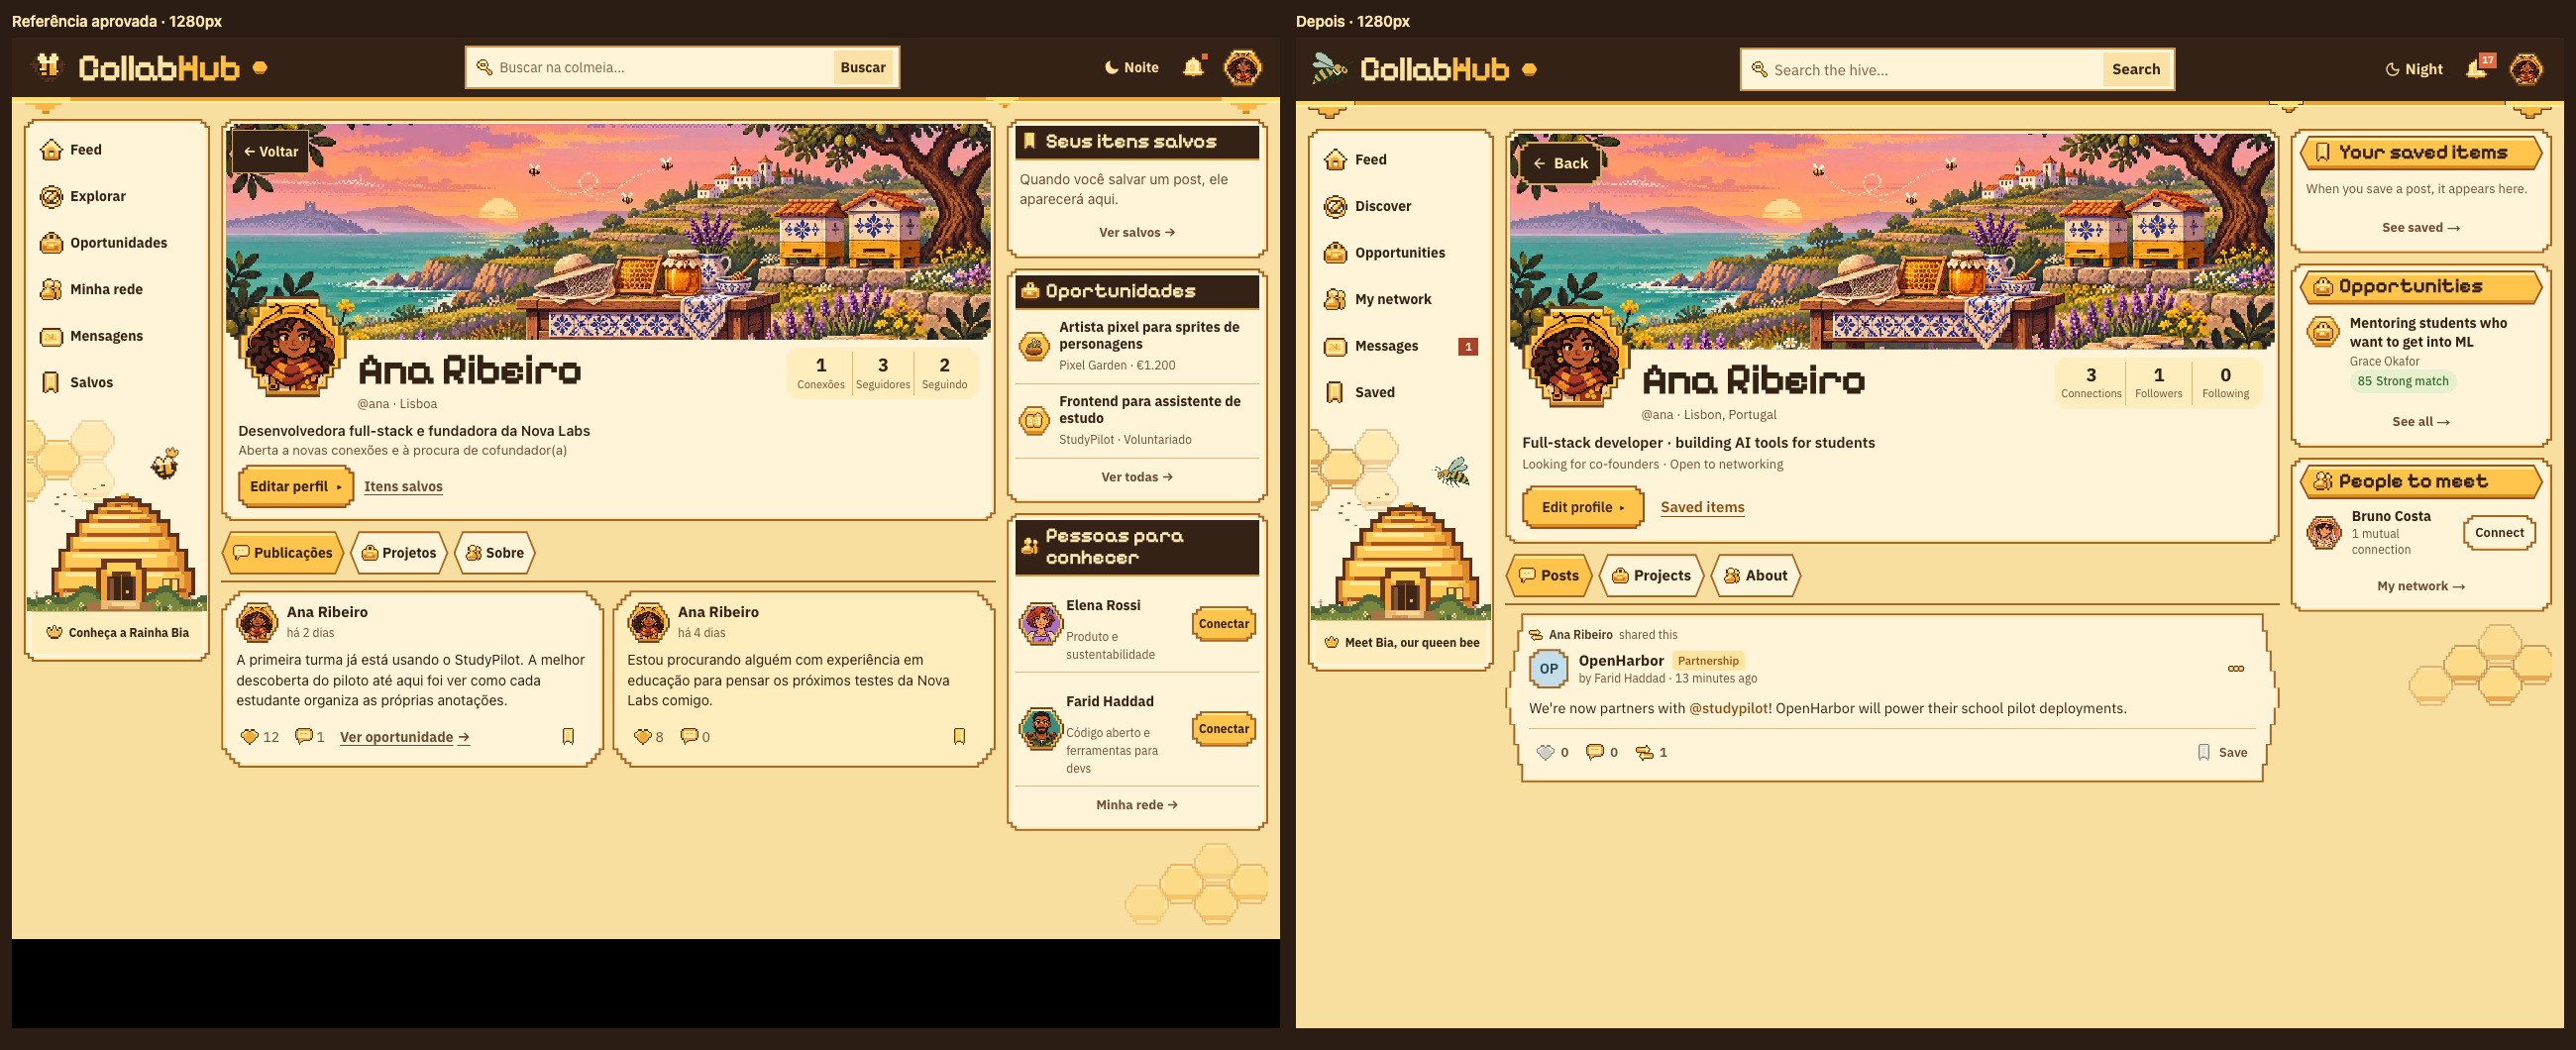 Referência aprovada · 1280px
CollabHub
Buscar na colmeia...
Buscar
Noite
Feed
Explorar
Oportunidades
Minha rede
Mensagens
Salvos
Conheça a Rainha Bia
← Voltar
Ana Ribeiro
@ana · Lisboa
1 Conexões
3 Seguidores
2 Seguindo
Desenvolvedora full-stack e fundadora da Nova Labs
Aberta a novas conexões e à procura de cofundador(a)
Editar perfil ▸
Itens salvos
Publicações
Projetos
Sobre
Ana Ribeiro
há 2 dias
A primeira turma já está usando o StudyPilot. A melhor
descoberta do piloto até aqui foi ver como cada
estudante organiza as próprias anotações.
12 1 Ver oportunidade →
Ana Ribeiro
há 4 dias
Estou procurando alguém com experiência em
educação para pensar os próximos testes da Nova
Labs comigo.
8 0
Seus itens salvos
Quando você salvar um post, ele
aparecerá aqui.
Ver salvos →
Oportunidades
Artista pixel para sprites de
personagens
Pixel Garden · €1.200
Frontend para assistente de
estudo
StudyPilot · Voluntariado
Ver todas →
Pessoas para
conhecer
Elena Rossi
Produto e
sustentabilidade
Conectar
Farid Haddad
Código aberto e
ferramentas para
devs
Conectar
Minha rede →
Depois · 1280px
CollabHub
Search the hive...
Search
Night
17
Feed
Discover
Opportunities
My network
Messages 1
Saved
Meet Bia, our queen bee
← Back
Ana Ribeiro
@ana · Lisbon, Portugal
3 Connections
1 Followers
0 Following
Full-stack developer · building AI tools for students
Looking for co-founders · Open to networking
Edit profile ▸
Saved items
Posts
Projects
About
Ana Ribeiro shared this
OP
OpenHarbor Partnership
by Farid Haddad · 13 minutes ago
We're now partners with @studypilot! OpenHarbor will power their school pilot deployments.
0 0 1 Save
Your saved items
When you save a post, it appears here.
See saved →
Opportunities
Mentoring students who
want to get into ML
Grace Okafor
85 Strong match
See all →
People to meet
Bruno Costa
1 mutual
connection
Connect
My network →